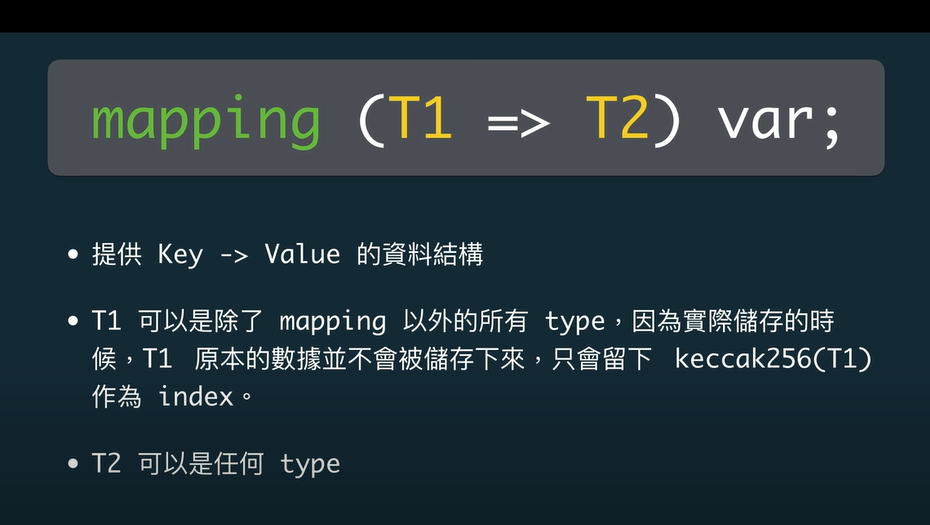 mapping (T1 => T2) var;
• 提供 Key -> Value 的資料結構
• T1 可以是除了 mapping 以外的所有 type，因為實際儲存的時
候，T1 原本的數據並不會被儲存下來，只會留下 keccak256(T1)
作為 index。
• T2 可以是任何 type